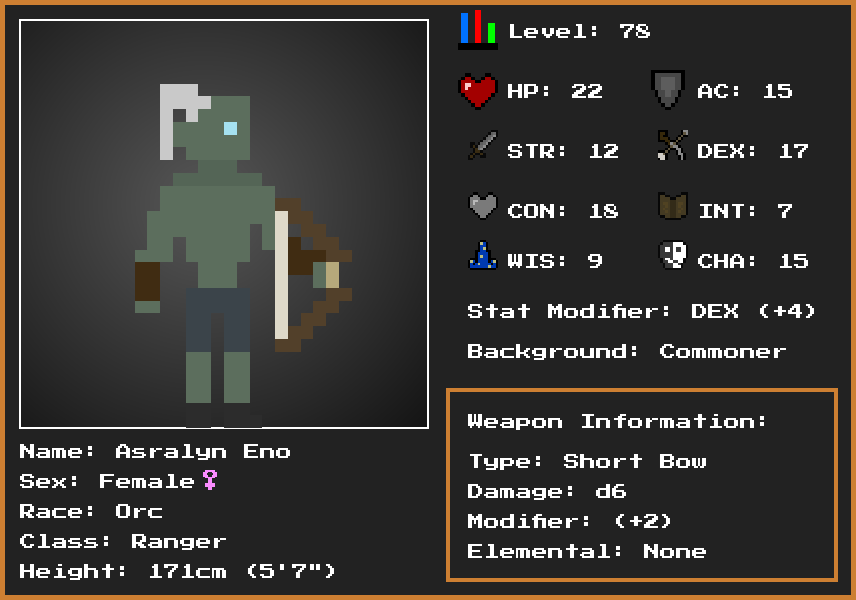 Level: 78
HP: 22 AC: 15
STR: 12 DEX: 17
CON: 18 INT: 7
WIS: 9 CHA: 15
Stat Modifier: DEX (+4)
Background: Commoner
Weapon Information:
Type: Short Bow
Damage: d6
Modifier: (+2)
Elemental: None
Name: Asralyn Eno
Sex: Female♀
Race: Orc
Class: Ranger
Height: 171cm (5'7")